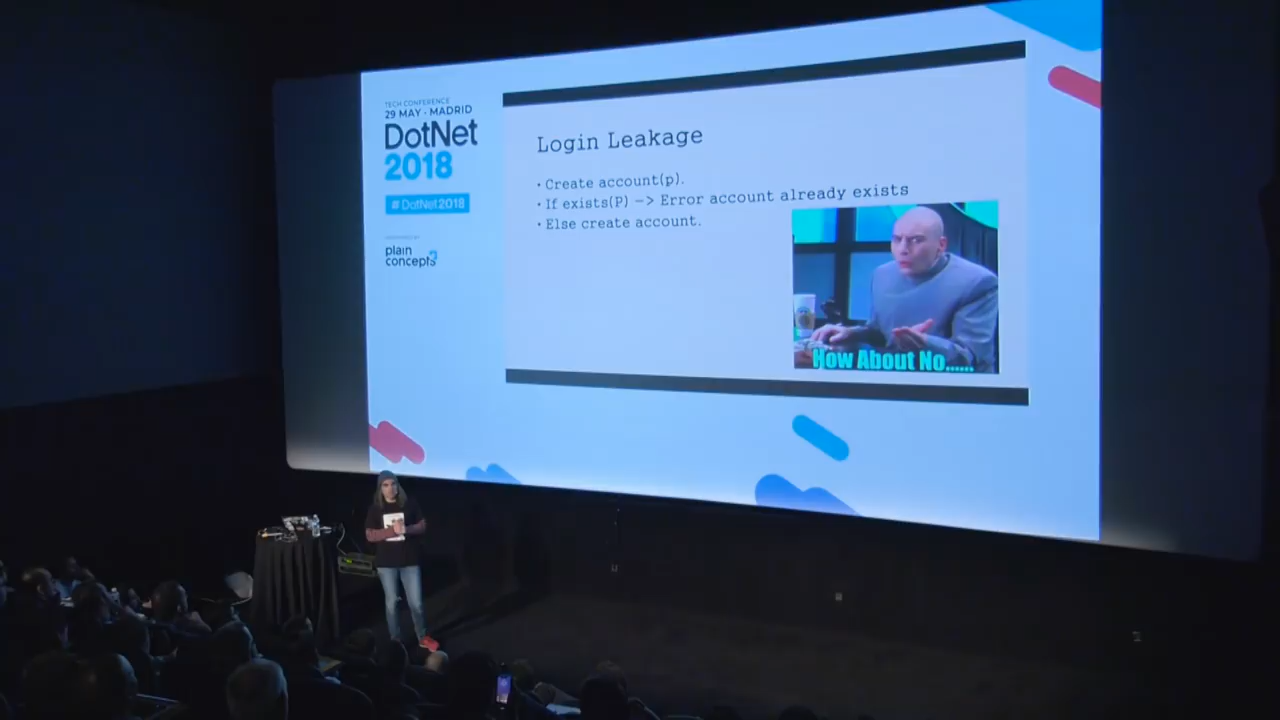 TECH CONFERENCE
29 MAY · MADRID
DotNet
2018
#DotNet2018
plain
concepts
Login Leakage
• Create account(p).
• If exists(P) —> Error account already exists
• Else create account.
How About No......